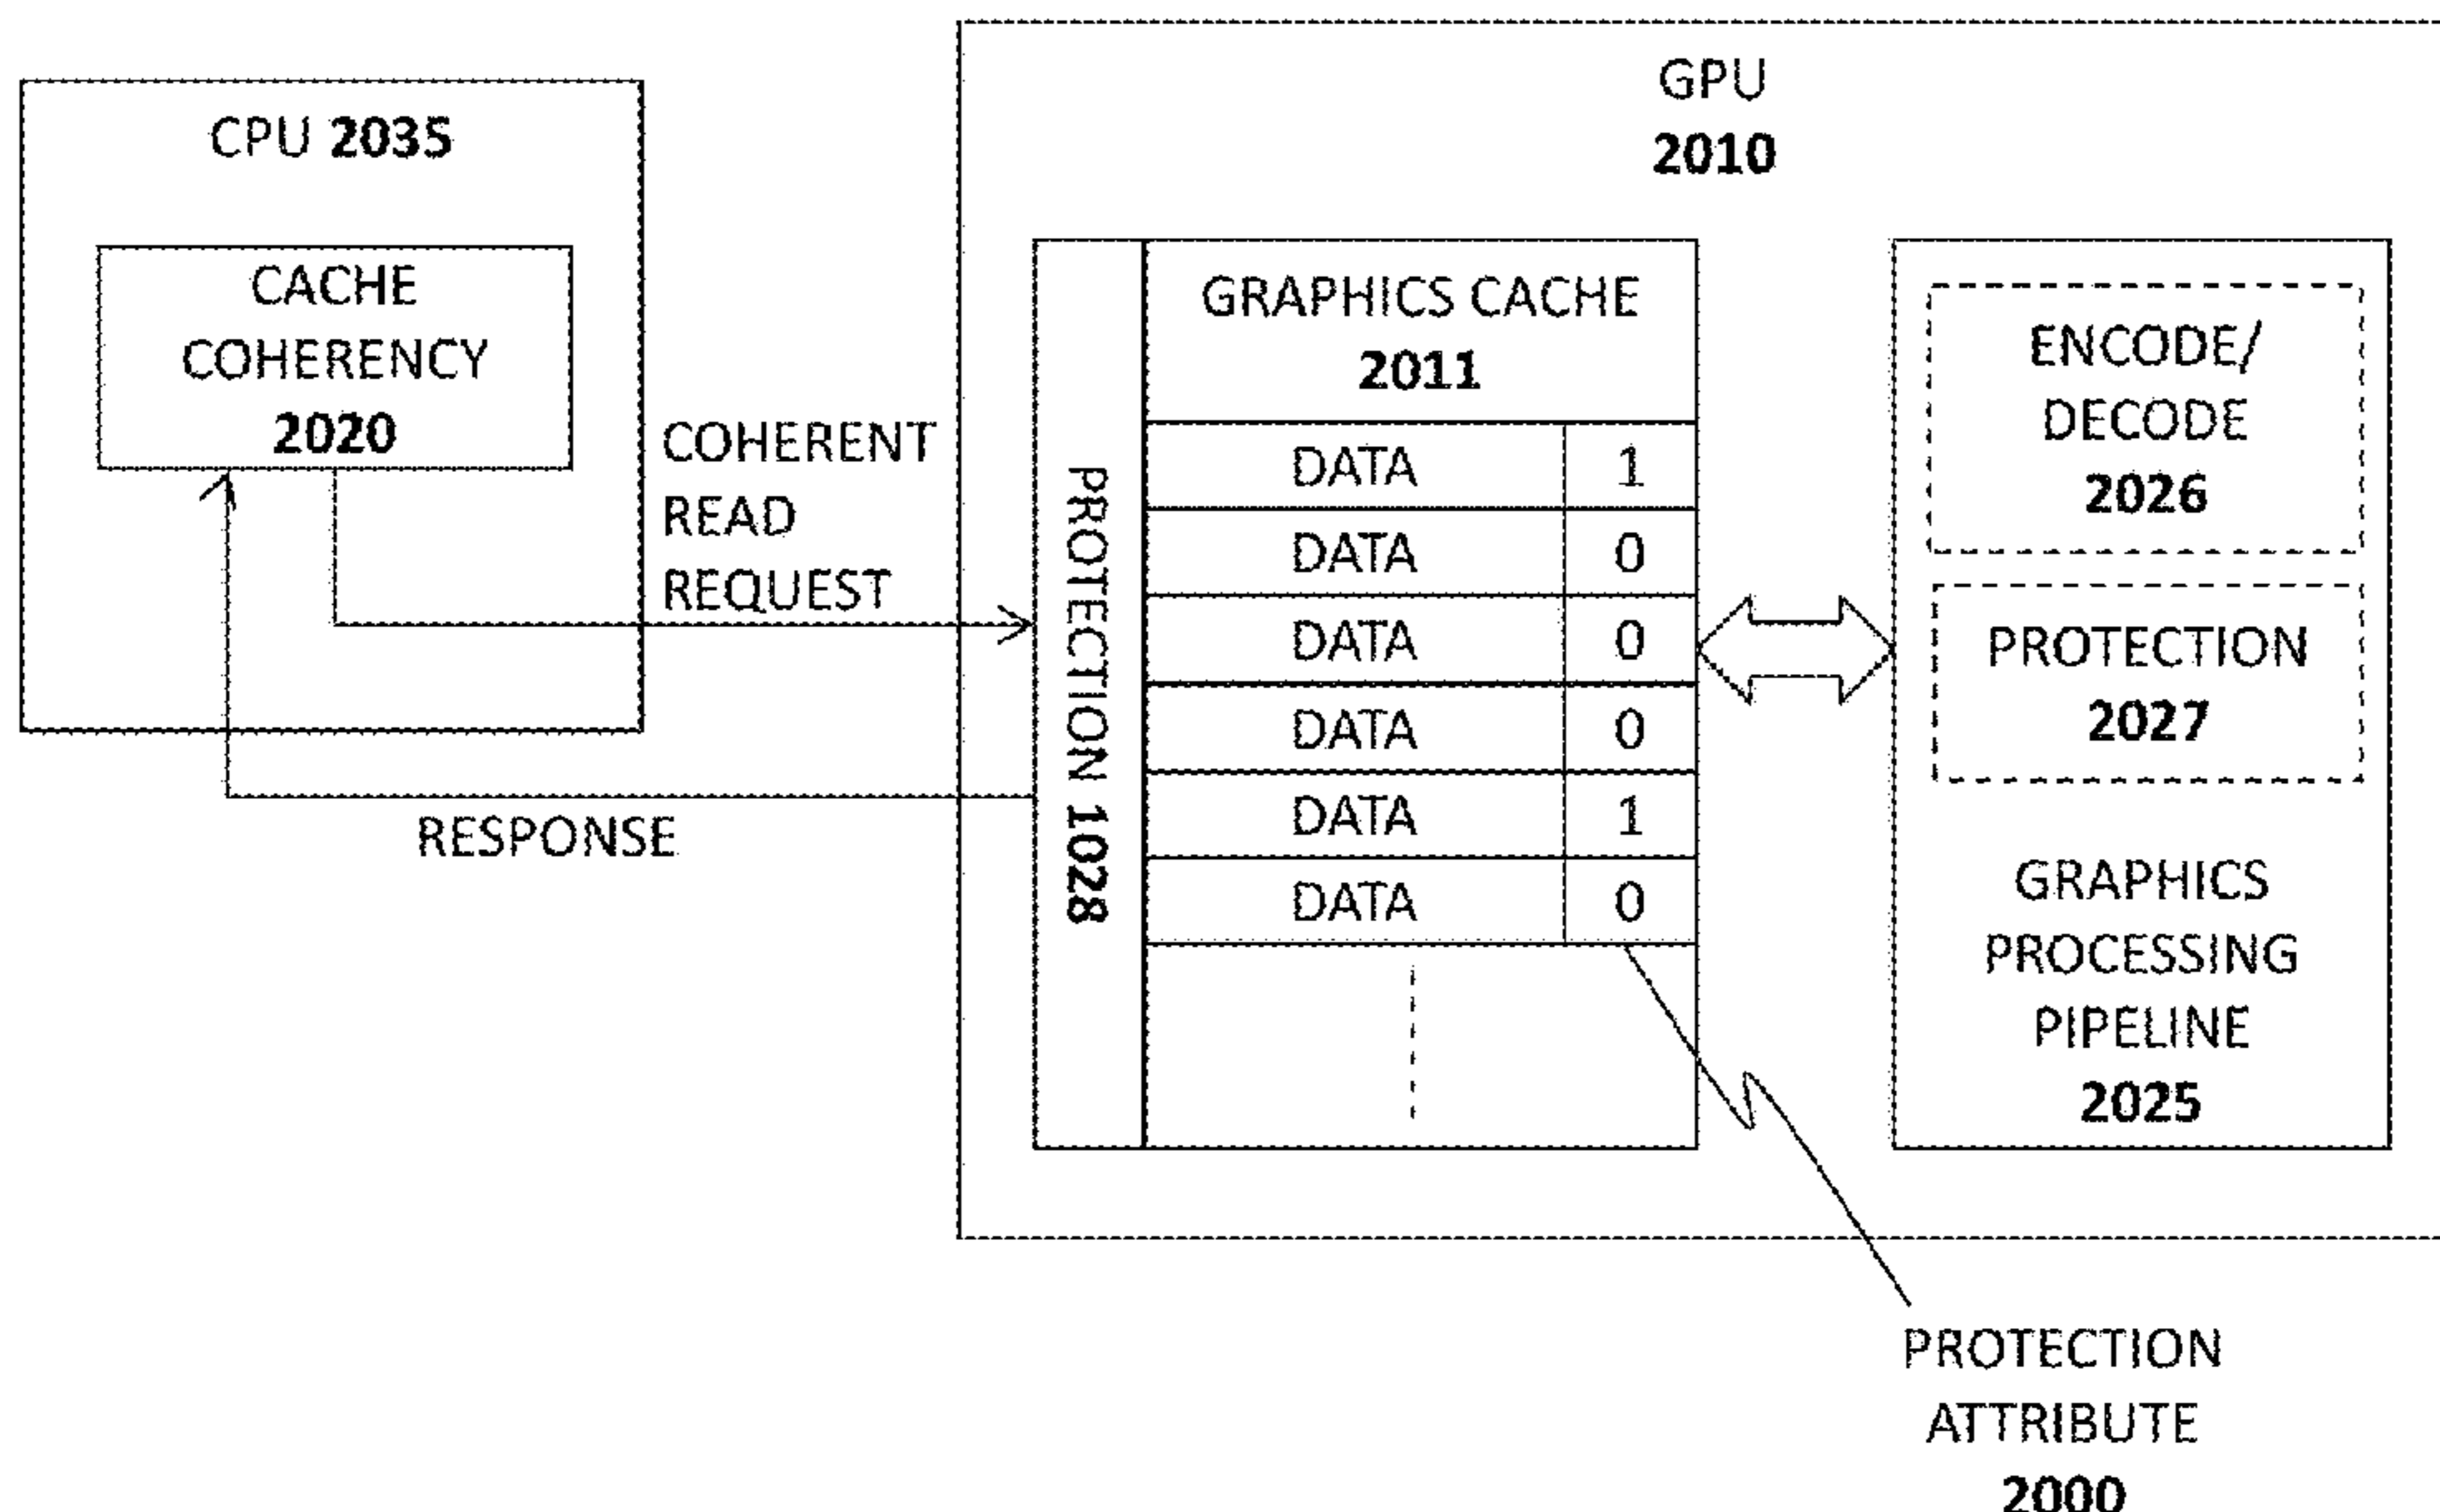 CPU 2035
CACHE
COHERENCY
2020
COHERENT
READ
REQUEST
RESPONSE
GPU
2010
PROTECTION 1028
GRAPHICS CACHE
2011
DATA 1
DATA 0
DATA 0
DATA 0
DATA 1
DATA 0
ENCODE/
DECODE
2026
PROTECTION
2027
GRAPHICS
PROCESSING
PIPELINE
2025
PROTECTION
ATTRIBUTE
2000